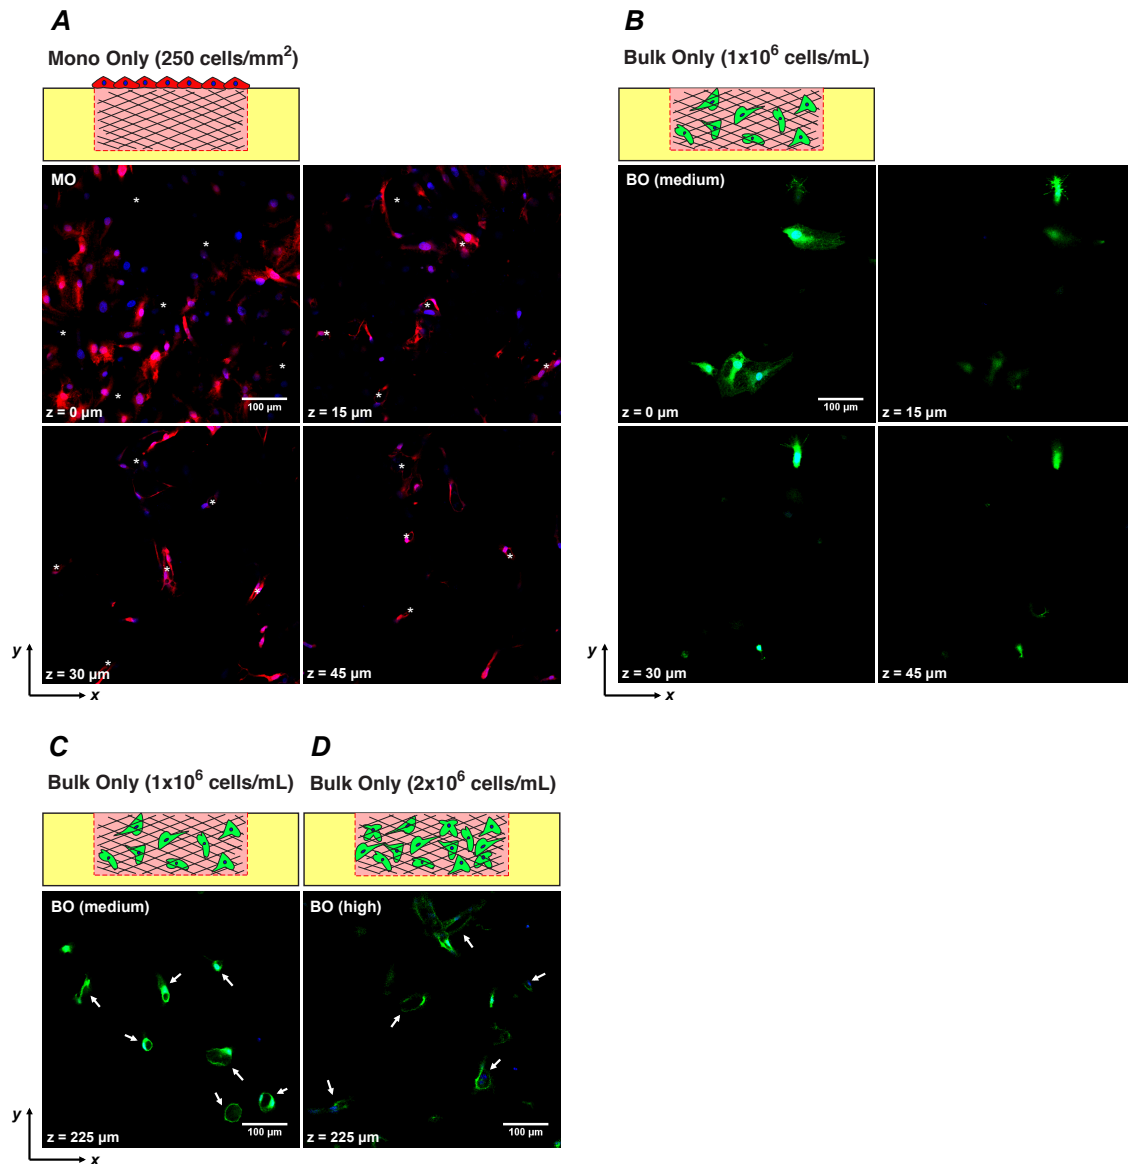 A
Mono Only (250 cells/mm²)
MO
*
*
*
*
*
*
100 µm
z = 0 µm
*
*
*
*
*
*
z = 15 µm
*
*
*
*
*
*
z = 30 µm
*
*
*
*
z = 45 µm
y
x
B
Bulk Only (1x10⁶ cells/mL)
BO (medium)
100 µm
z = 0 µm
z = 15 µm
z = 30 µm
z = 45 µm
y
x
C
Bulk Only (1x10⁶ cells/mL)
BO (medium)
100 µm
z = 225 µm
D
Bulk Only (2x10⁶ cells/mL)
BO (high)
100 µm
z = 225 µm
y
x